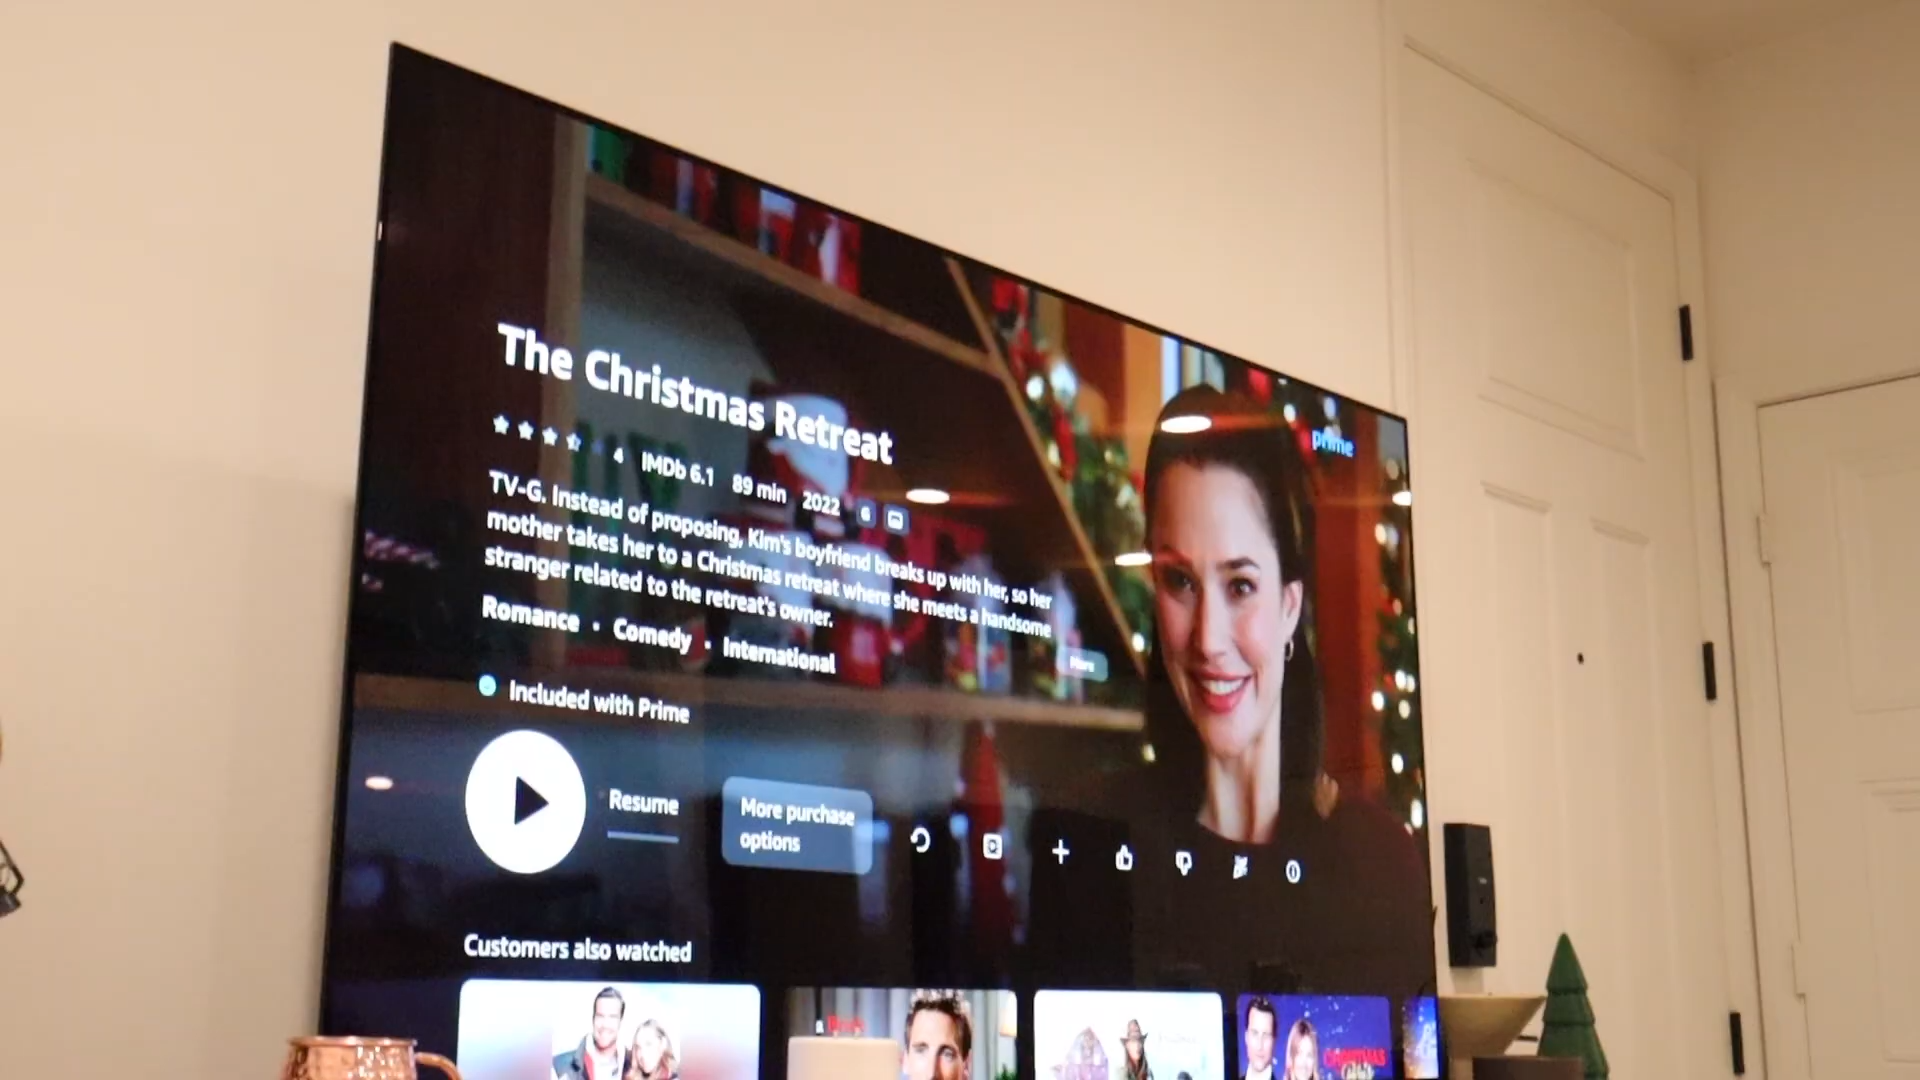 The Christmas Retreat
prime
4 IMDb 6.1 89 min 2022
TV-G. Instead of proposing, Kim's boyfriend breaks up with her, so her
mother takes her to a Christmas retreat where she meets a handsome
stranger related to the retreat's owner.
More
Romance · Comedy · International
Included with Prime
Resume
More purchase
options
Customers also watched
CHRISTMAS